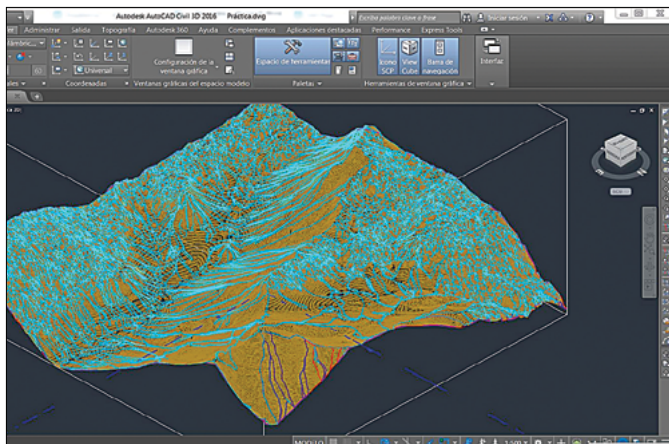 Autodesk AutoCAD Civil 3D 2016 Práctica.dwg
Escriba palabra clave o frase
Iniciar sesión
Administrar Salida Topografía Autodesk 360 Ayuda Complementos Aplicaciones destacadas Performance Express Tools
Universal
Configuración de la
ventana gráfica
Espacio de herramientas
Icono
SCP
View
Cube
Barra de
navegación
Interfaz
Coordenadas
Ventanas gráficas del espacio modelo
Paletas
Herramientas de ventana gráfica
MODELO